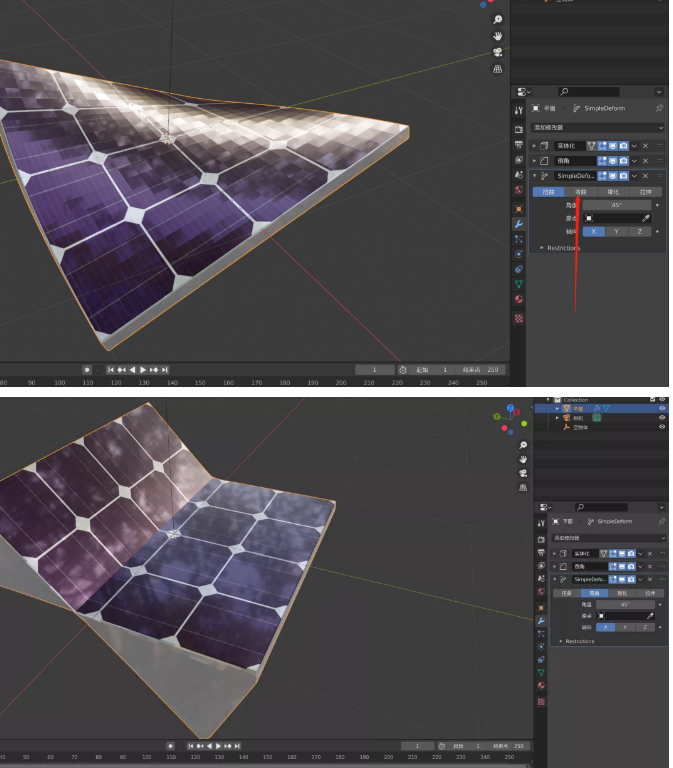 平面 SimpleDeform
添加修改器
实体化
倒角
SimpleDefo..
扭曲 弯曲 锥化 拉伸
角度 45°
原点
轴向 X Y Z
Restrictions
1 起始 1 结束点 250
80 90 100 110 120 130 140 150 160 170 180 190 200 210 220 230 240 250
Collection
平面
相机
空物体
平面 SimpleDeform
添加修改器
实体化
倒角
SimpleDefo..
扭曲 弯曲 锥化 拉伸
角度 45°
原点
轴向 X Y Z
Restrictions
1 起始 1 结束点 250
40 50 60 70 80 90 100 110 120 130 140 150 160 170 180 190 200 210 220 230 240 250